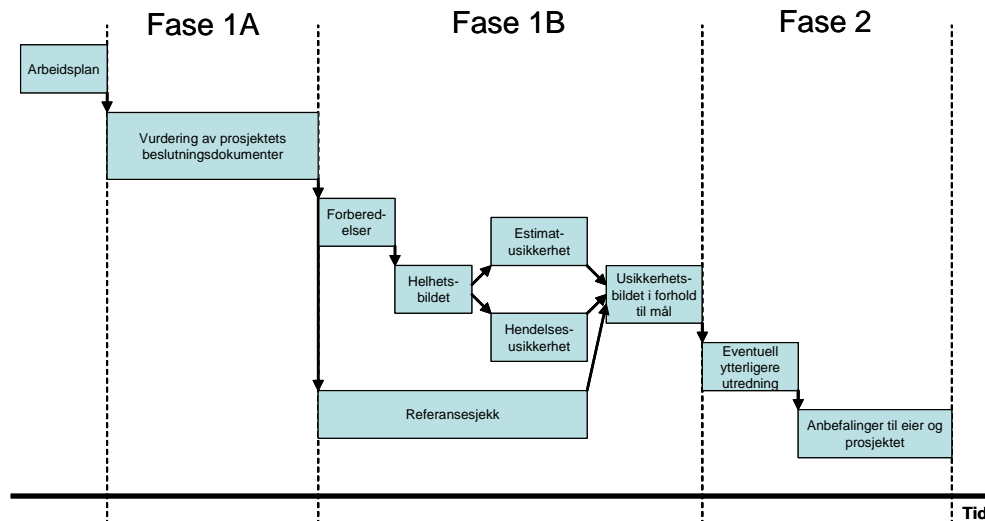 Fase 1A
Fase 1B
Fase 2
Arbeidsplan
Vurdering av prosjektets
beslutningsdokumenter
Forbered-
elser
Helhets-
bildet
Estimat-
usikkerhet
Hendelses-
usikkerhet
Usikkerhets-
bildet i forhold
til mål
Referansesjekk
Eventuell
ytterligere
utredning
Anbefalinger til eier og
prosjektet
Tid